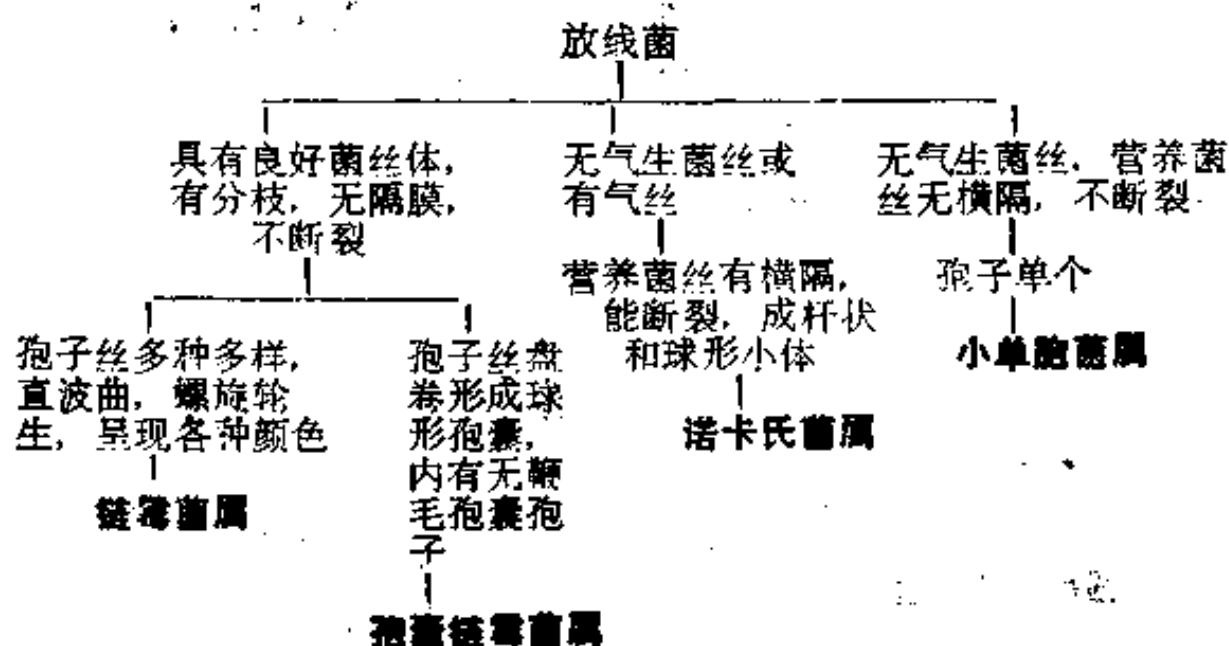 放线菌
具有良好菌丝体，
有分枝，无隔膜，
不断裂
无气生菌丝或
有气丝
无气生菌丝，营养菌
丝无横隔，不断裂
营养菌丝有横隔，
能断裂，成杆状
和球形小体
孢子单个
小单胞菌属
诺卡氏菌属
孢子丝多种多样，
直波曲，螺旋轮
生，呈现各种颜色
链霉菌属
孢子丝盘
卷形成球
形孢囊，
内有无鞭
毛孢囊孢
子
孢囊链霉菌属